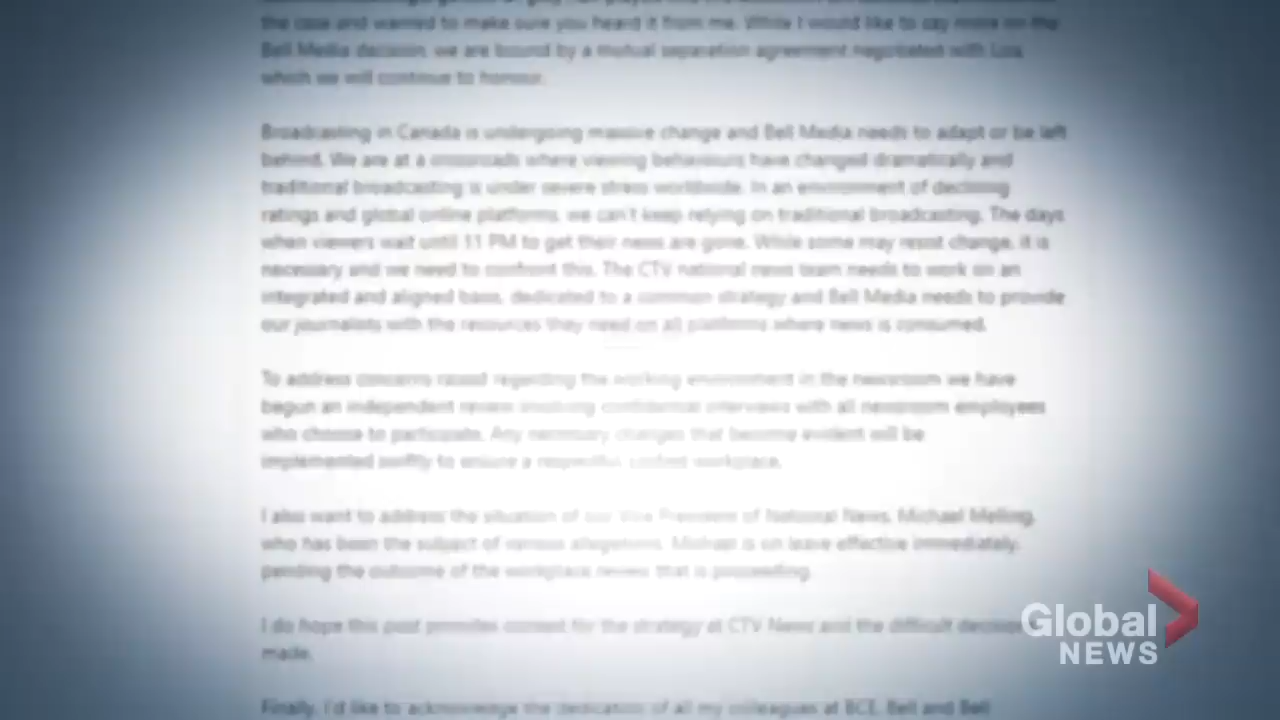 the case and wanted to make sure you heard it from me. While I would like to say more on the
Bell Media decision, we are bound by a mutual separation agreement negotiated with Lisa,
which we will continue to honour.
Broadcasting in Canada is undergoing massive change and Bell Media needs to adapt or be left
behind. We are at a crossroads where viewing behaviours have changed dramatically and
traditional broadcasting is under severe stress worldwide. In an environment of declining
ratings and global online platforms, we can't keep relying on traditional broadcasting. The days
when viewers wait until 11 PM to get their news are gone. While some may resist change, it is
necessary and we need to confront this. The CTV national news team needs to work on an
integrated and aligned basis, dedicated to a common strategy and Bell Media needs to provide
our journalists with the resources they need on all platforms where news is consumed.
To address concerns raised regarding the working environment in the newsroom we have
begun an independent review involving confidential interviews with all newsroom employees
who choose to participate. Any necessary changes that become evident will be
implemented swiftly to ensure a respectful workplace.
I also want to address the situation of our Vice President of National News, Michael Melling,
who has been the subject of various allegations. Michael is on leave effective immediately,
pending the outcome of the workplace review that is proceeding.
I do hope this post provides context for the strategy at CTV News and the difficult
made.
Finally, I'd like to acknowledge the dedication of all my colleagues at BCE, Bell and Bell
Global
NEWS